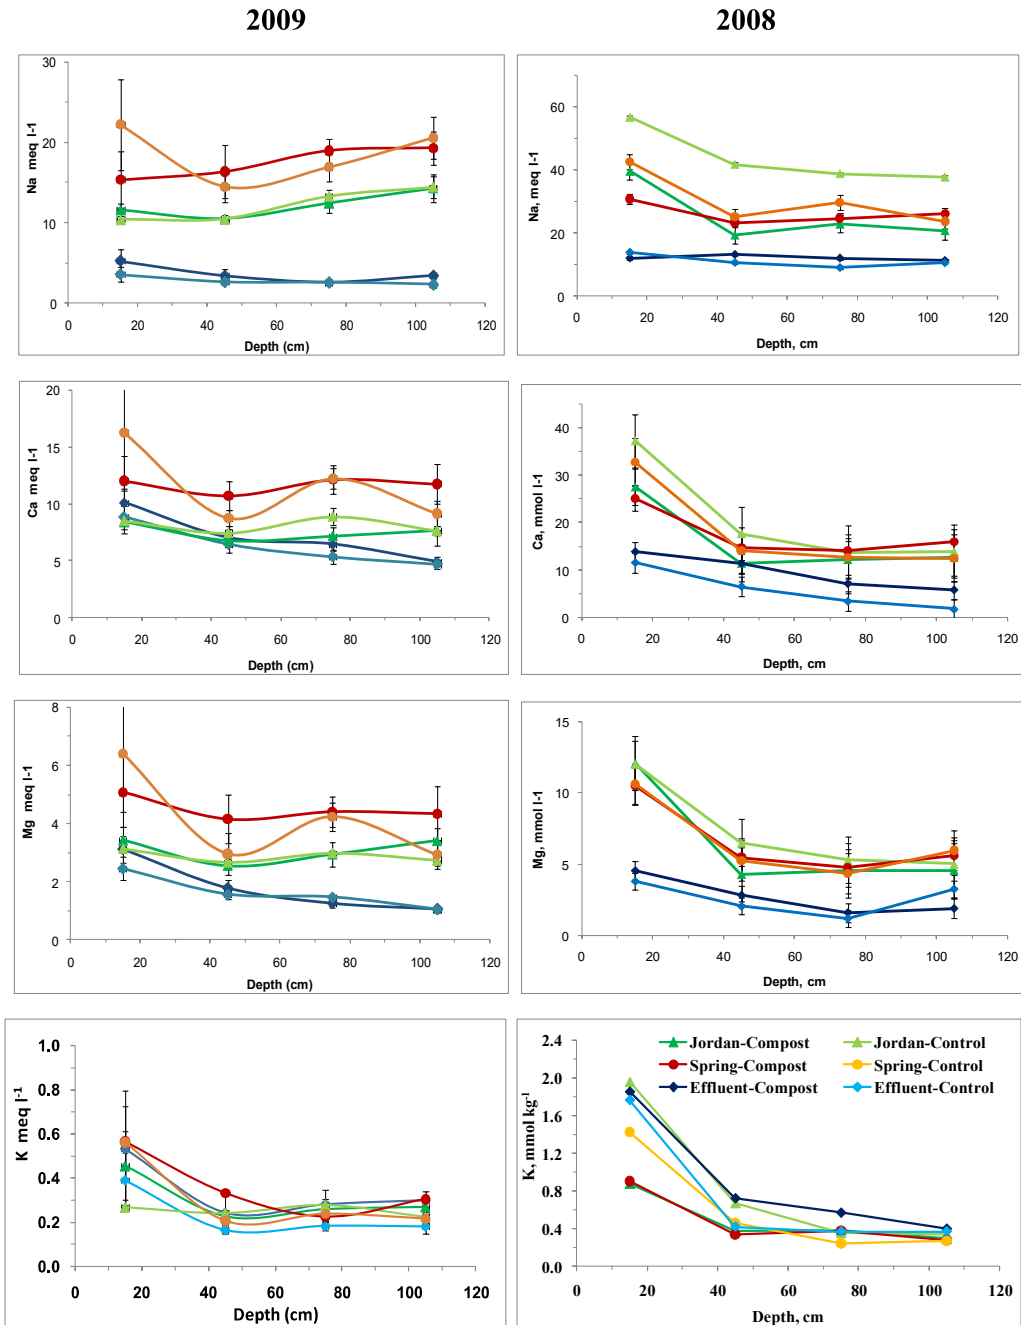 2009
2008
30
20
10
0
Na meq l-1
0 20 40 60 80 100 120
Depth (cm)
60
40
20
0
Na, meq l-1
0 20 40 60 80 100 120
Depth, cm
20
15
10
5
0
Ca meq l-1
0 20 40 60 80 100 120
Depth (cm)
40
30
20
10
0
Ca, mmol l-1
0 20 40 60 80 100 120
Depth, cm
8
6
4
2
0
Mg meq l-1
0 20 40 60 80 100 120
Depth (cm)
15
10
5
0
Mg, mmol l-1
0 20 40 60 80 100 120
Depth, cm
1.0
0.8
0.6
0.4
0.2
0.0
K meq l-1
0 20 40 60 80 100 120
Depth (cm)
Jordan-Compost Jordan-Control
Spring-Compost Spring-Control
Effluent-Compost Effluent-Control
2.4
2.0
1.6
1.2
0.8
0.4
0.0
K, mmol kg-1
0 20 40 60 80 100 120
Depth, cm